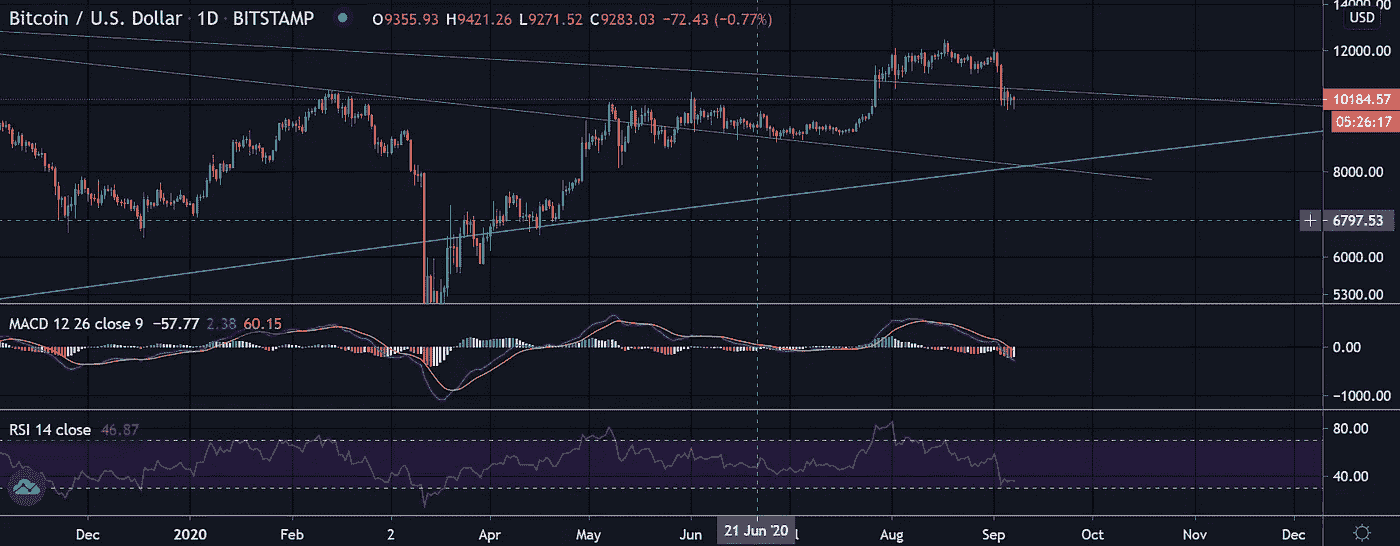 Bitcoin / U.S. Dollar · 1D · BITSTAMP O9355.93 H9421.26 L9271.52 C9283.03 −72.43 (−0.77%)
14000.00
USD
12000.00
10184.57
05:26:17
8000.00
6797.53
6000.00
5300.00
MACD 12 26 close 9 −57.77 2.38 60.15
0.00
−1000.00
RSI 14 close 46.87
80.00
40.00
Dec 2020 Feb 2 Apr May Jun 21 Jun '20 Aug Sep Oct Nov Dec